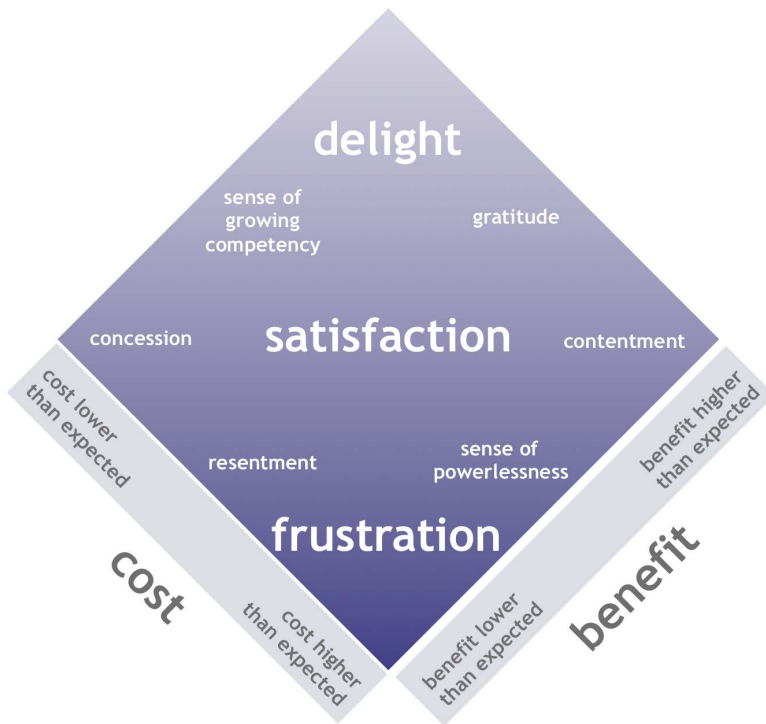 delight
sense of
growing
competency
gratitude
concession
satisfaction
contentment
resentment
sense of
powerlessness
frustration
cost lower
than expected
cost
cost higher
than expected
benefit lower
than expected
benefit
benefit higher
than expected